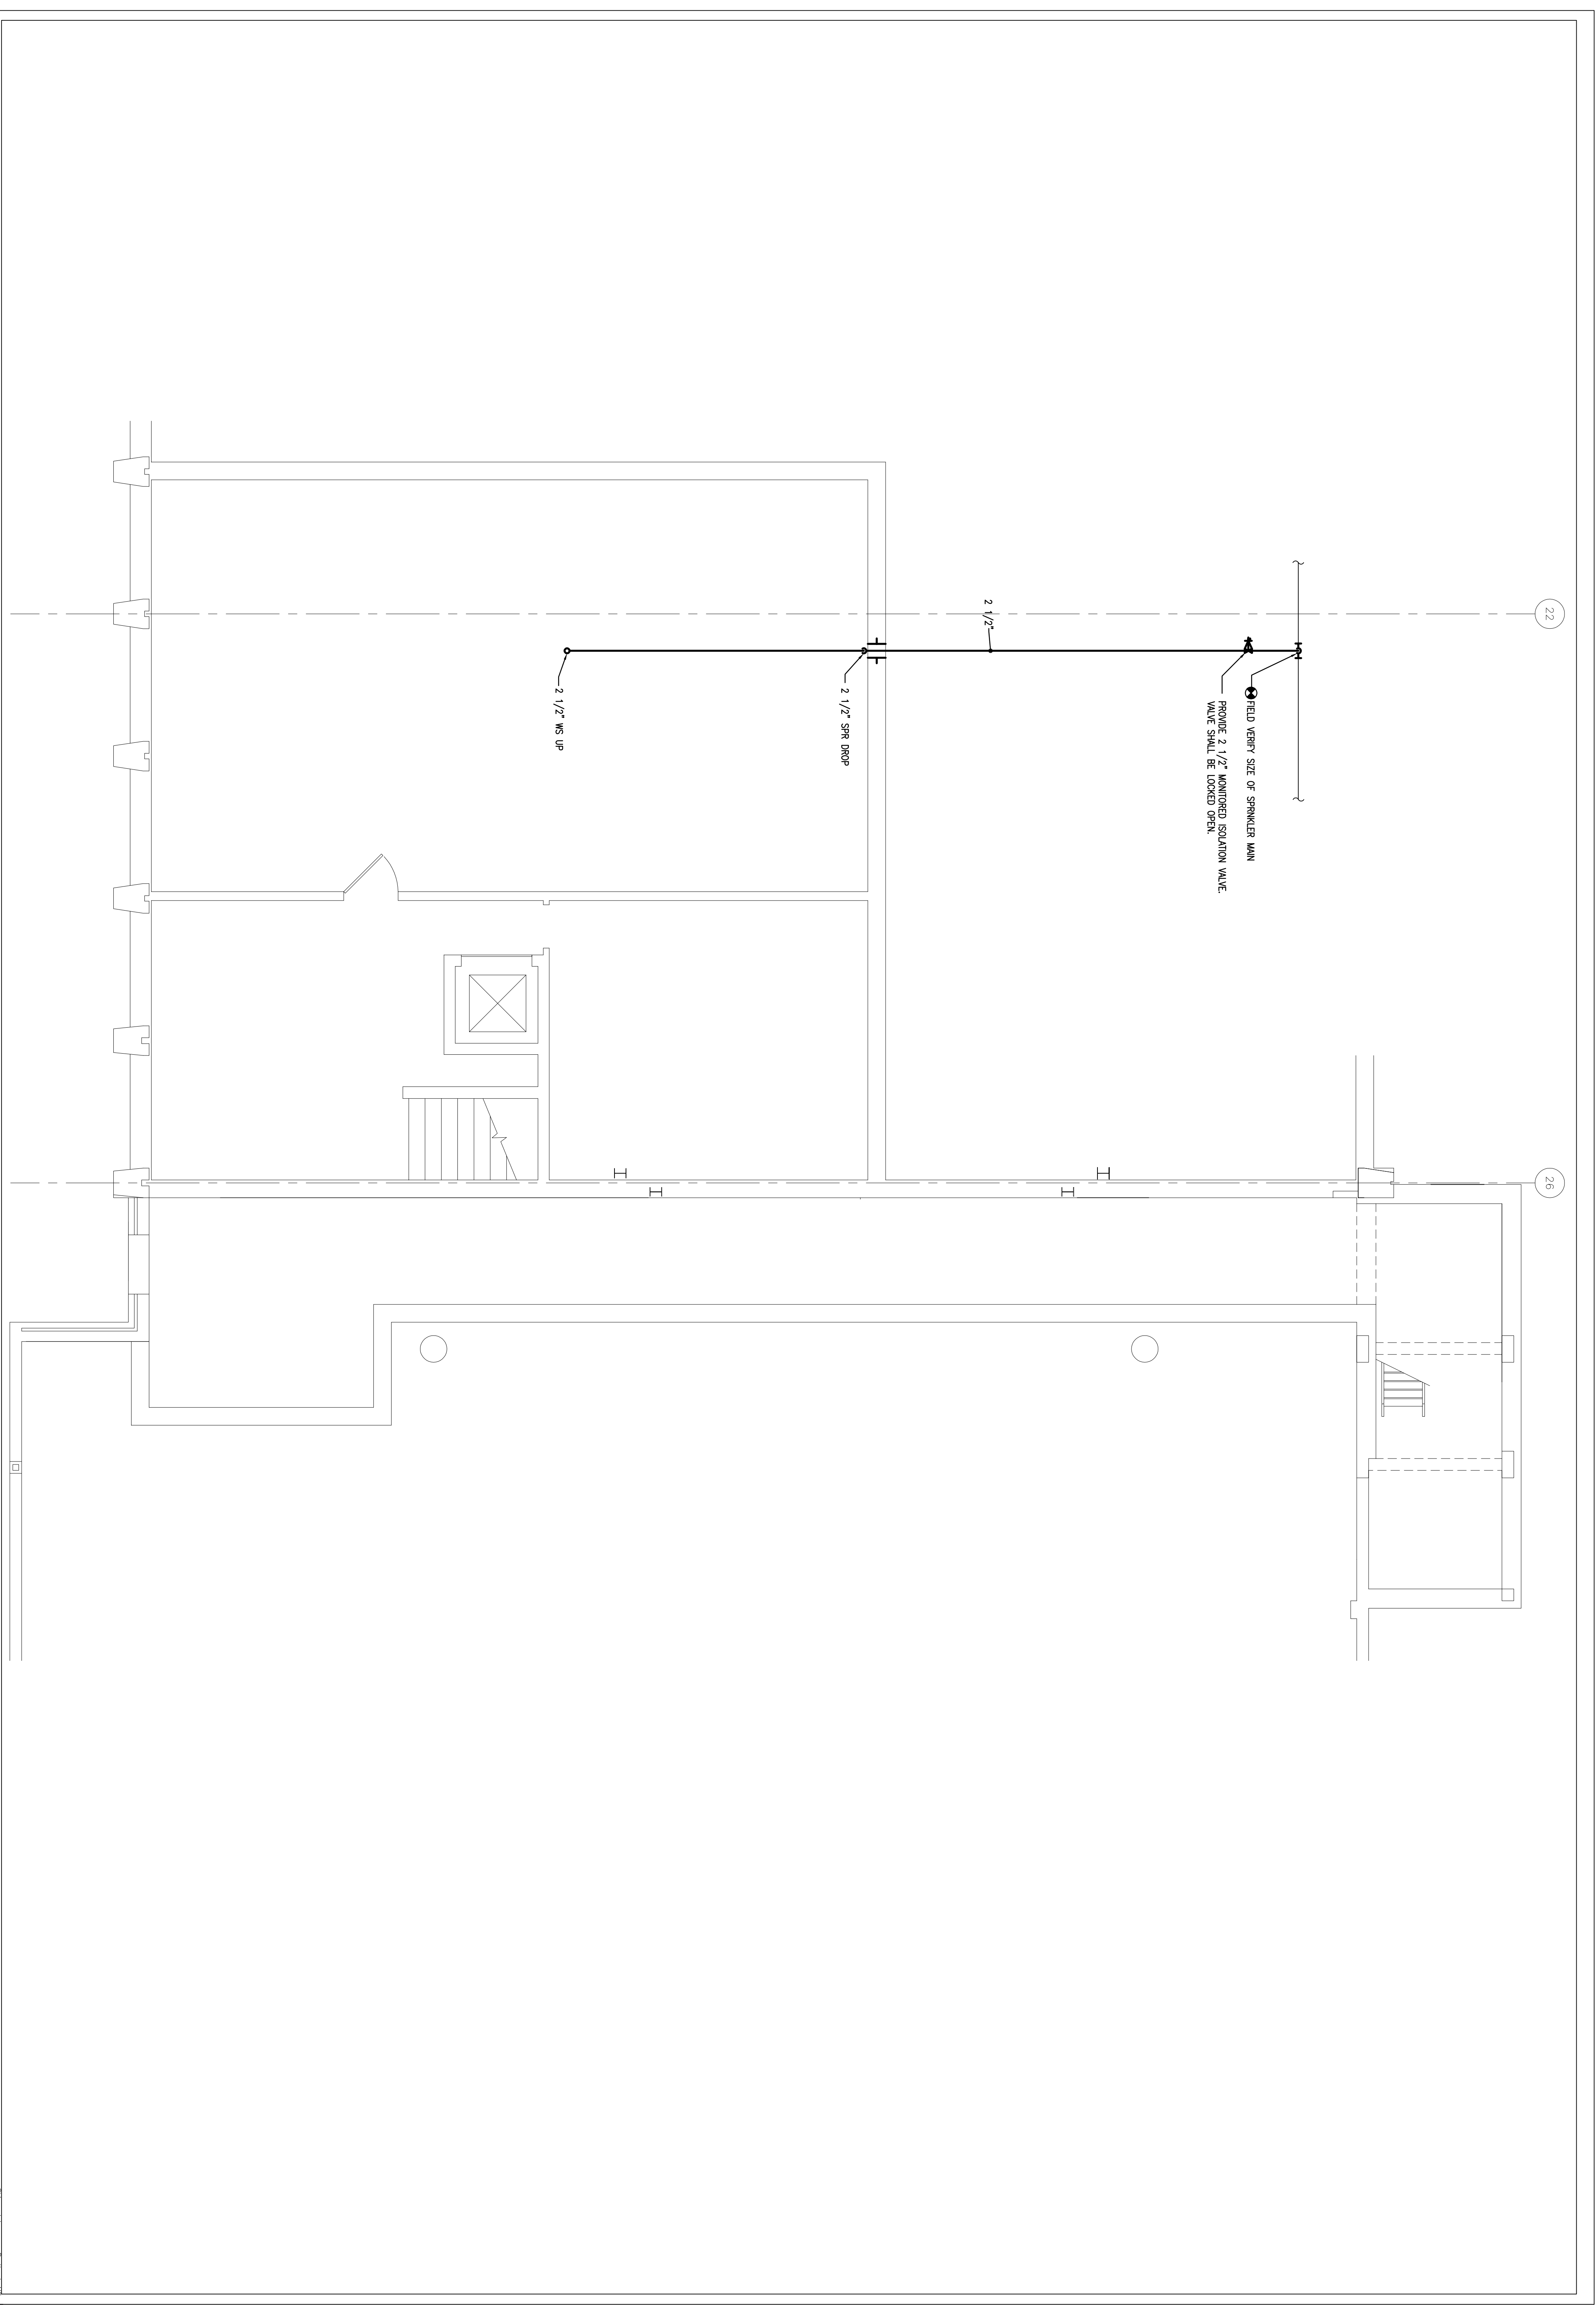 22
26
2 1/2"
FIELD VERIFY SIZE OF SPRNKLER MAIN
PROVIDE 2 1/2" MONITORED ISOLATION VALVE.
VALVE SHALL BE LOCKED OPEN.
2 1/2" SPR DROP
2 1/2" WS UP